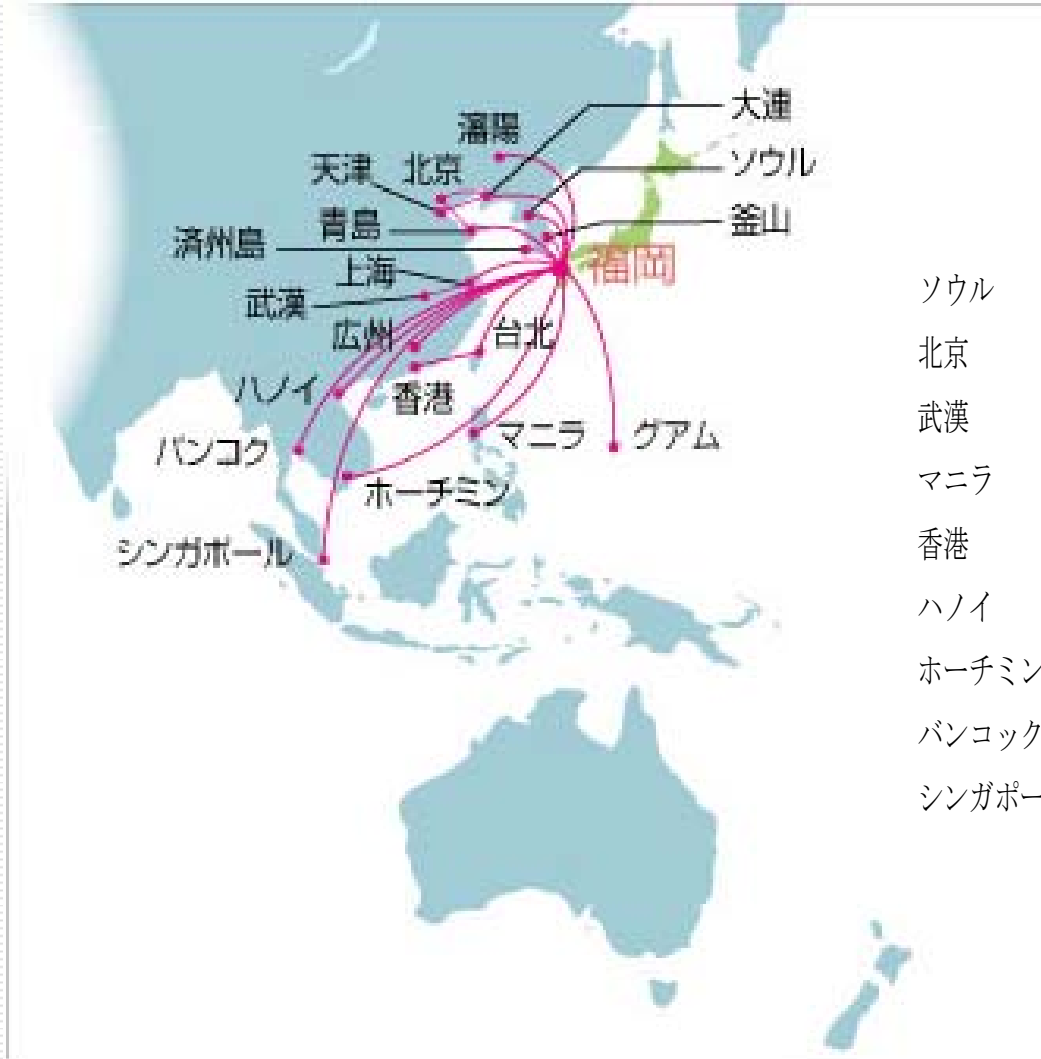 大連
瀋陽
ソウル
天津
北京
釜山
青島
済州島
福岡
上海
武漢
広州
台北
ハノイ
香港
マニラ
グアム
バンコク
ホーチミン
シンガポール
ソウル
北京
武漢
マニラ
香港
ハノイ
ホーチミン
バンコック
シンガポー